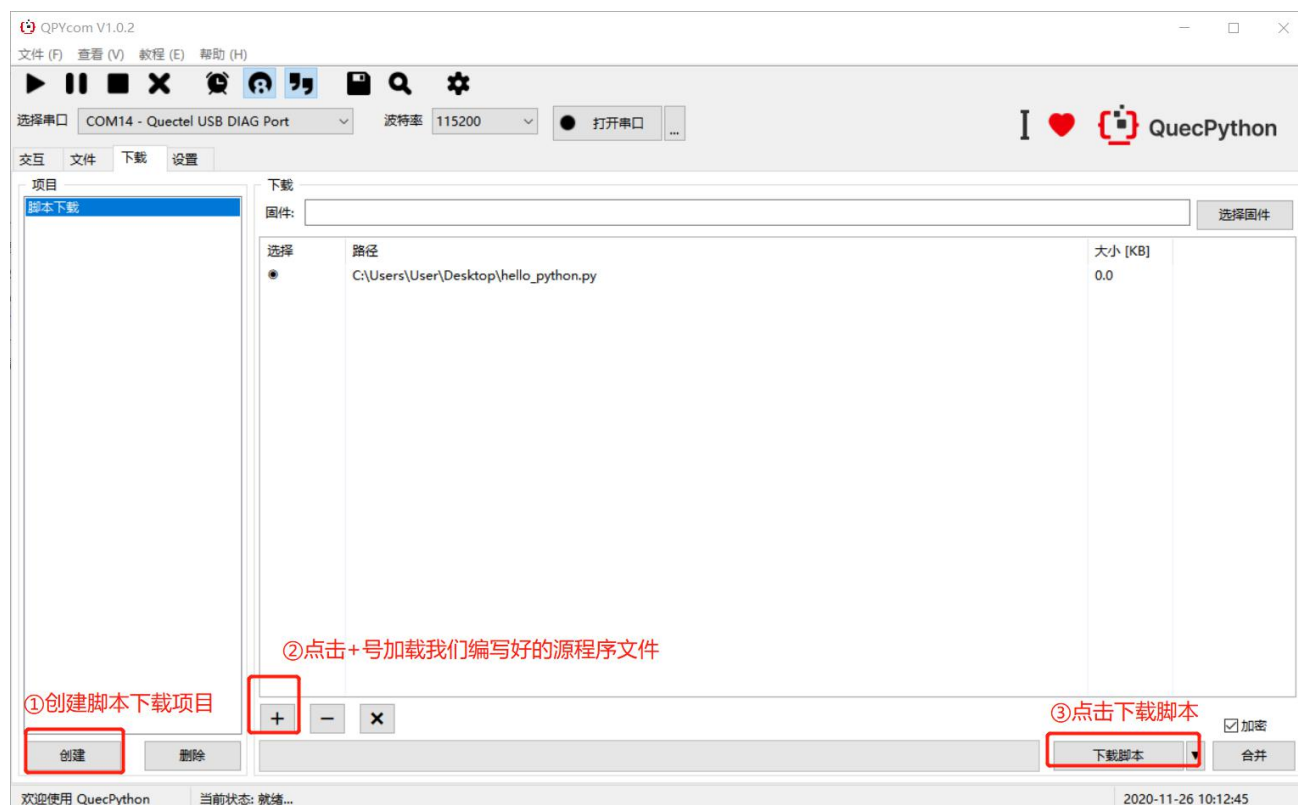 QPYcom V1.0.2
文件 (F) 查看 (V) 教程 (E) 帮助 (H)
选择串口 COM14 - Quectel USB DIAG Port 波特率 115200 打开串口 ...
I QuecPython
交互 文件 下载 设置
项目
脚本下载
下载
固件: 选择固件
选择 路径 大小 [KB]
C:\Users\User\Desktop\hello_python.py 0.0
②点击+号加载我们编写好的源程序文件
①创建脚本下载项目
③点击下载脚本
加密
创建 删除 下载脚本 合并
欢迎使用 QuecPython 当前状态: 就绪... 2020-11-26 10:12:45